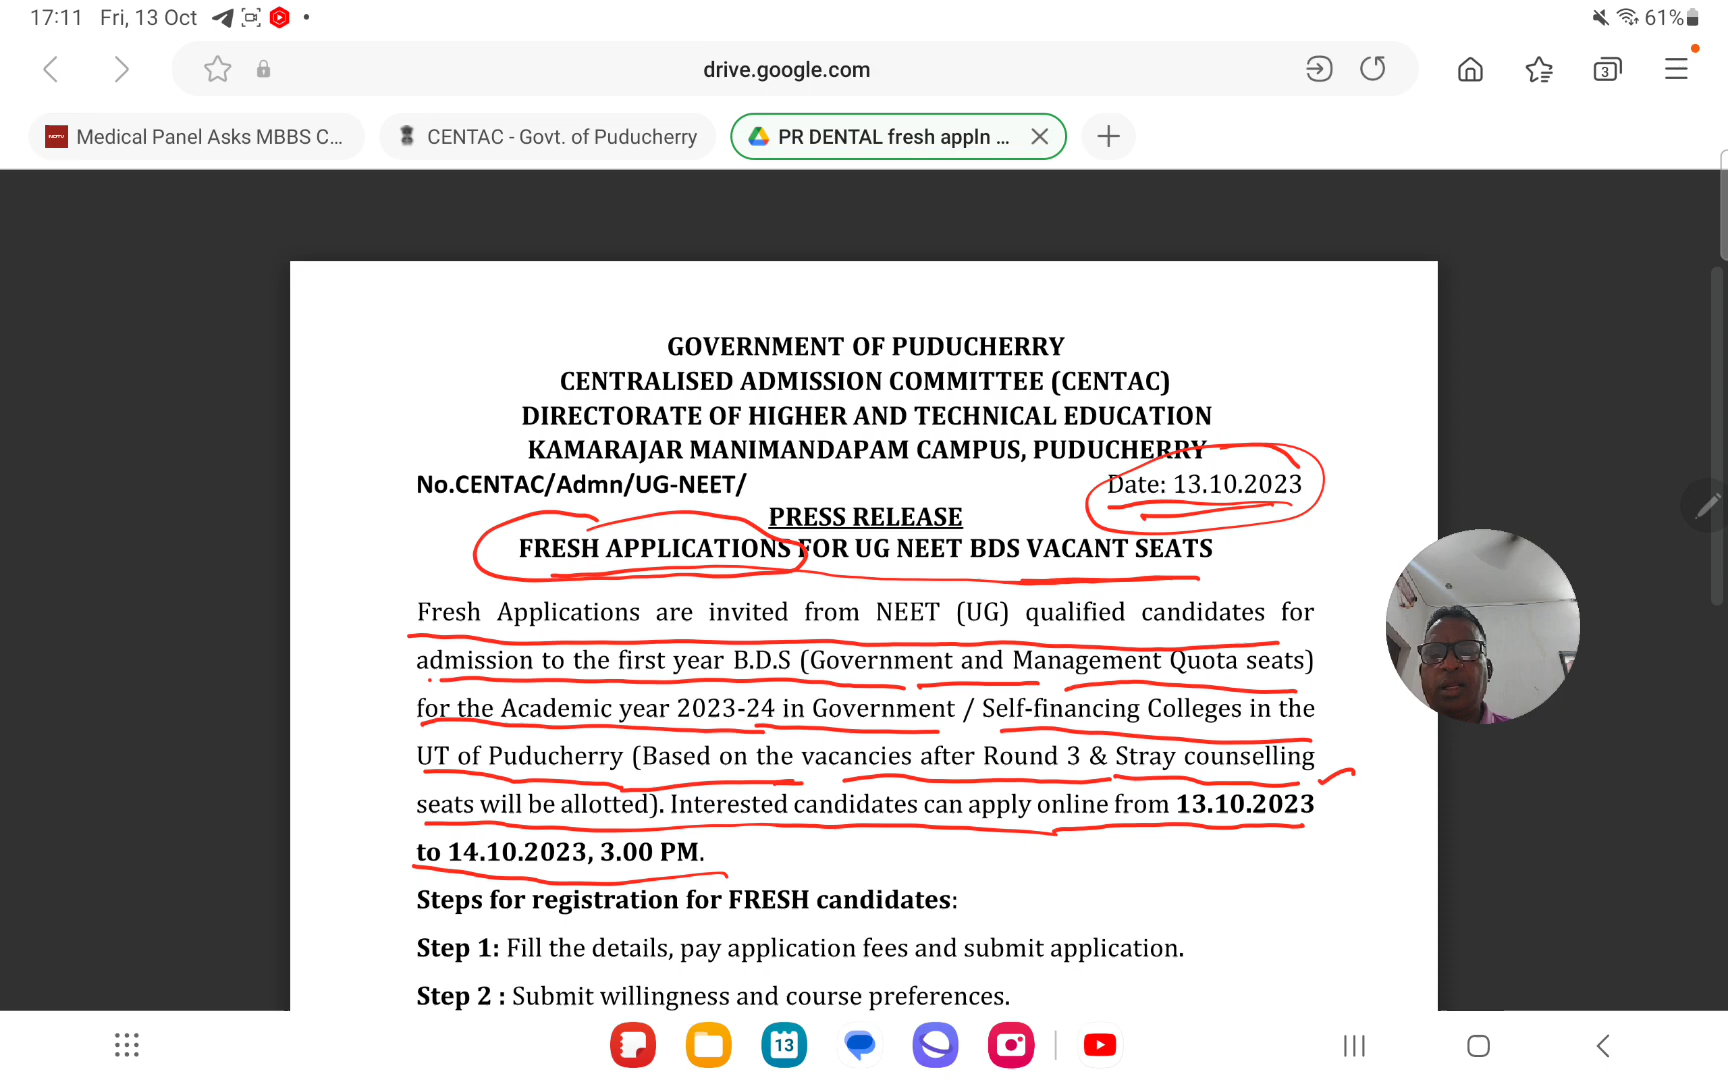 17:11 Fri, 13 Oct
61%
drive.google.com
3
NDTV Medical Panel Asks MBBS C...
CENTAC - Govt. of Puducherry
PR DENTAL fresh appln ...
GOVERNMENT OF PUDUCHERRY
CENTRALISED ADMISSION COMMITTEE (CENTAC)
DIRECTORATE OF HIGHER AND TECHNICAL EDUCATION
KAMARAJAR MANIMANDAPAM CAMPUS, PUDUCHERRY
No.CENTAC/Admn/UG-NEET/ Date: 13.10.2023
PRESS RELEASE
FRESH APPLICATIONS FOR UG NEET BDS VACANT SEATS
Fresh Applications are invited from NEET (UG) qualified candidates for
admission to the first year B.D.S (Government and Management Quota seats)
for the Academic year 2023-24 in Government / Self-financing Colleges in the
UT of Puducherry (Based on the vacancies after Round 3 & Stray counselling
seats will be allotted). Interested candidates can apply online from 13.10.2023
to 14.10.2023, 3.00 PM.
Steps for registration for FRESH candidates:
Step 1: Fill the details, pay application fees and submit application.
Step 2 : Submit willingness and course preferences.
13